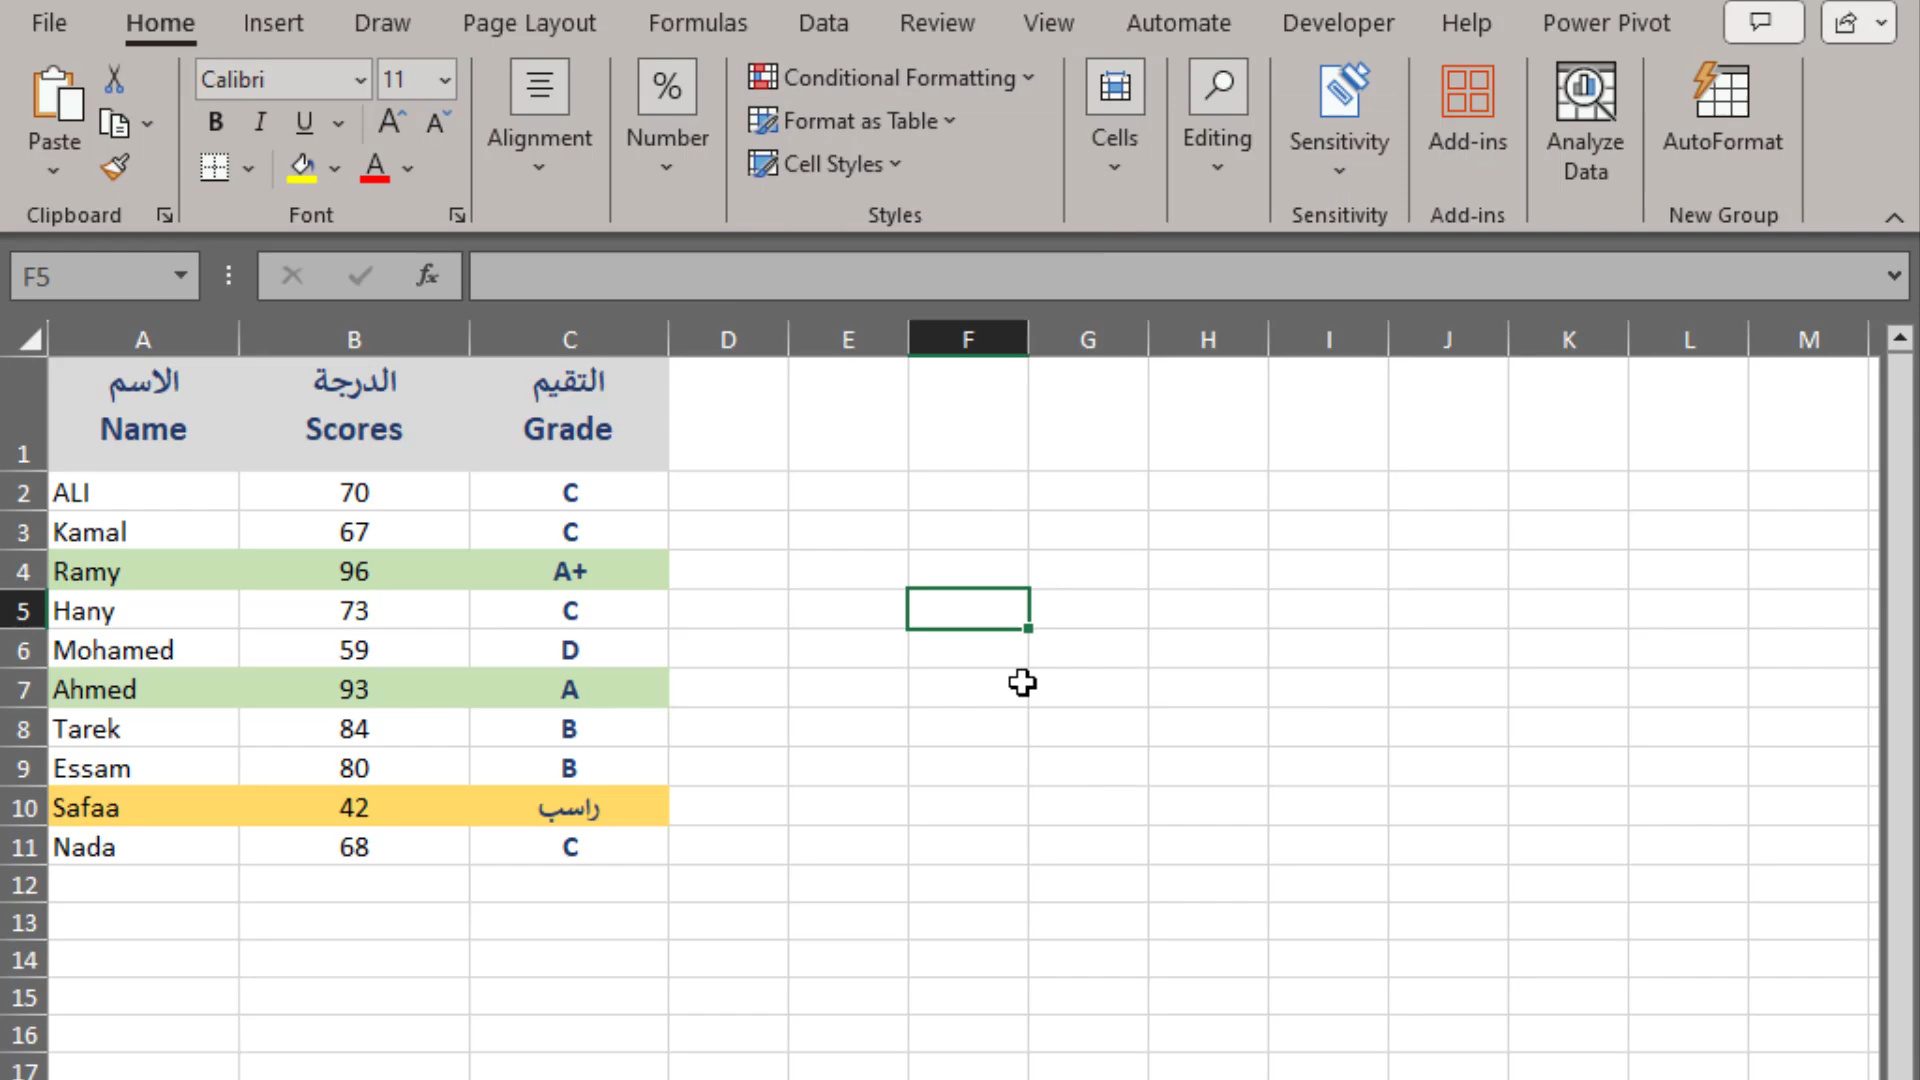 File Home Insert Draw Page Layout Formulas Data Review View Automate Developer Help Power Pivot
Calibri 11
Paste B I U A A Alignment % Number Conditional Formatting Cells Editing Sensitivity Add-ins Analyze Data AutoFormat
A Format as Table
Cell Styles
Clipboard Font Styles Sensitivity Add-ins New Group
F5 fx
A B C D E F G H I J K L M
الاسم الدرجة التقيم
1 Name Scores Grade
2 ALI 70 C
3 Kamal 67 C
4 Ramy 96 A+
5 Hany 73 C
6 Mohamed 59 D
7 Ahmed 93 A
8 Tarek 84 B
9 Essam 80 B
10 Safaa 42 راسب
11 Nada 68 C
12
13
14
15
16
17